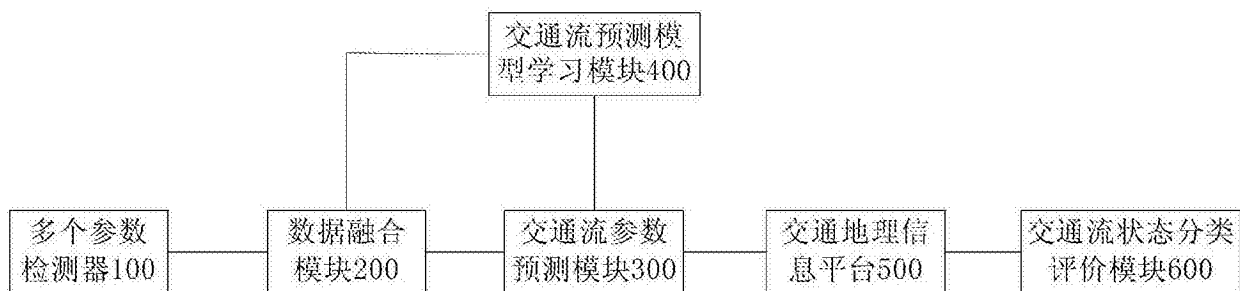 交通流预测模
型学习模块400
多个参数
检测器100
数据融合
模块200
交通流参数
预测模块300
交通地理信
息平台500
交通流状态分类
评价模块600